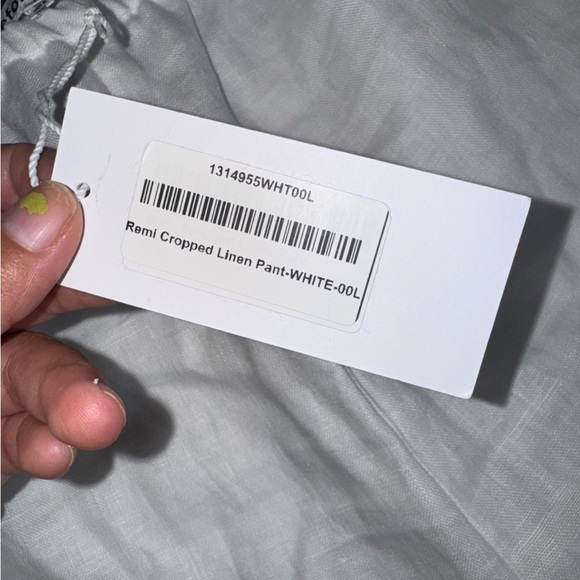 1314955WHT00L
Remi Cropped Linen Pant-WHITE-00L